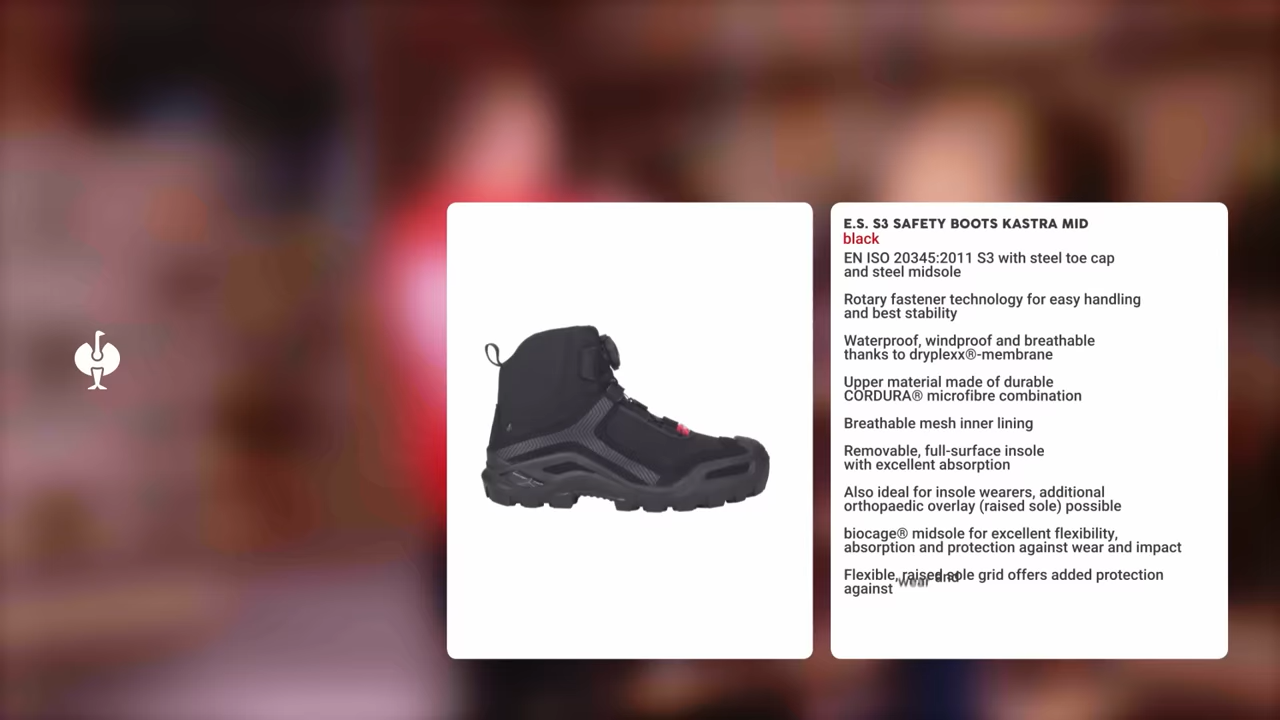 E.S. S3 SAFETY BOOTS KASTRA MID
black
EN ISO 20345:2011 S3 with steel toe cap
and steel midsole
Rotary fastener technology for easy handling
and best stability
Waterproof, windproof and breathable
thanks to dryplexx®-membrane
Upper material made of durable
CORDURA® microfibre combination
Breathable mesh inner lining
Removable, full-surface insole
with excellent absorption
Also ideal for insole wearers, additional
orthopaedic overlay (raised sole) possible
biocage® midsole for excellent flexibility,
absorption and protection against wear and impact
Flexible, raised sole grid offers added protection
against wear and